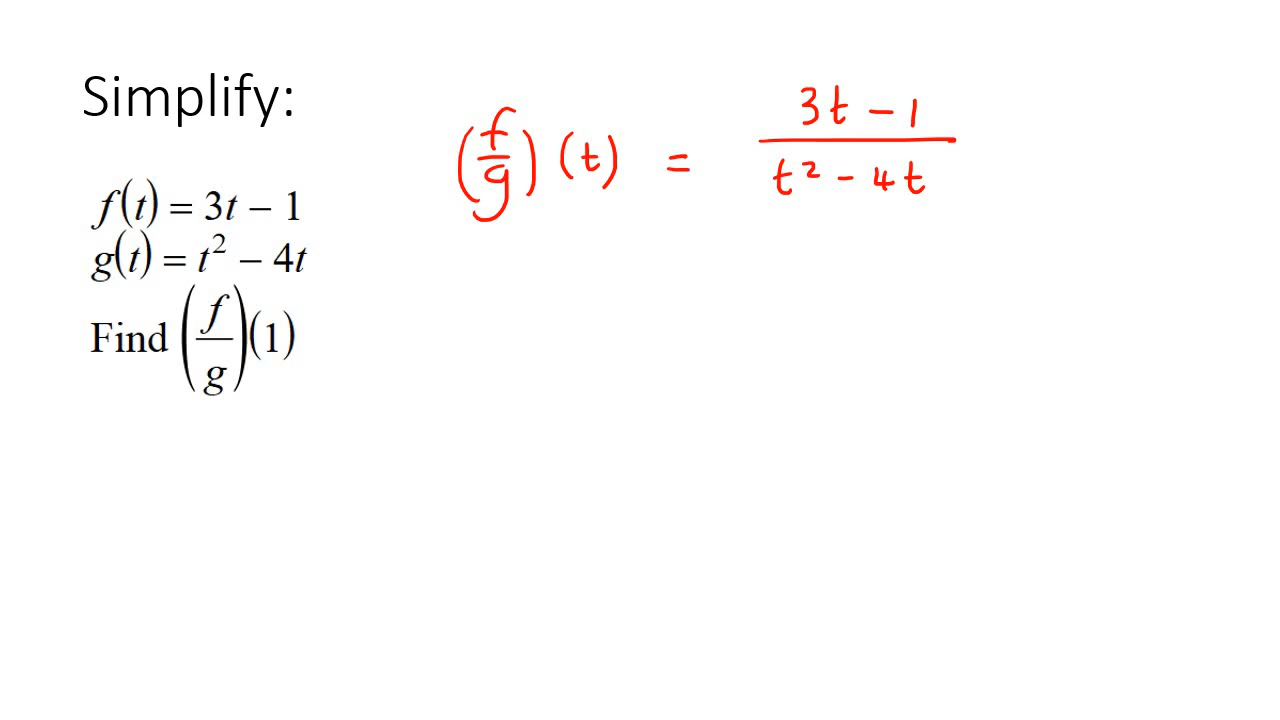 Simplify:
f(t) = 3t − 1
g(t) = t² − 4t
Find (f/g)(1)
(f/g)(t) = (3t − 1)/(t² − 4t)